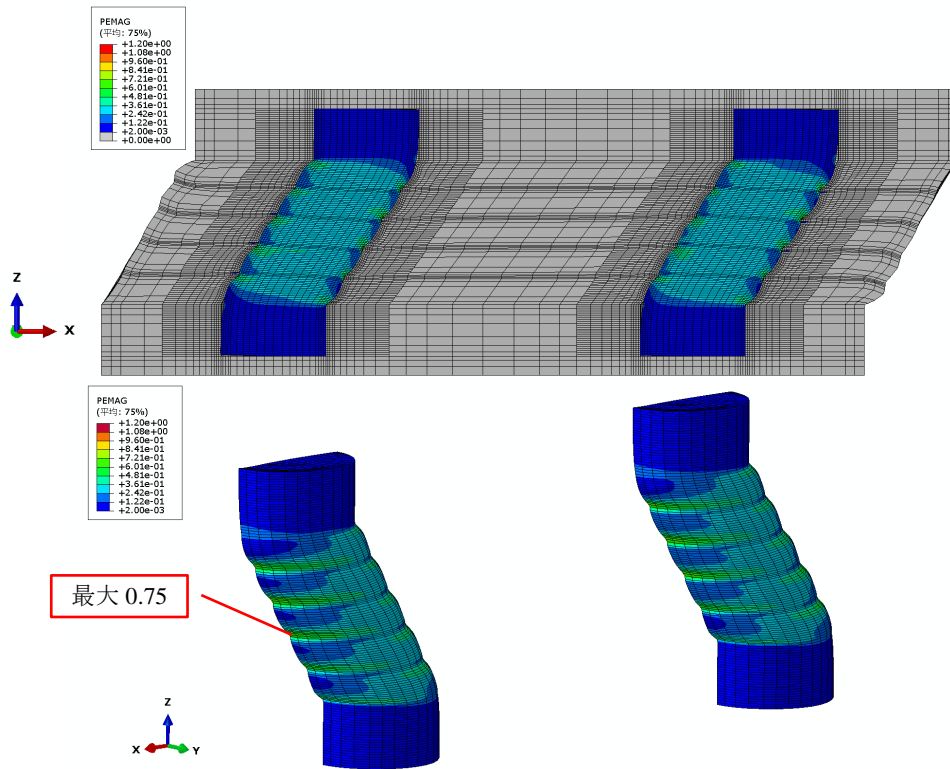 PEMAG
(平均: 75%)
+1.20e+00
+1.08e+00
+9.60e-01
+8.41e-01
+7.21e-01
+6.01e-01
+4.81e-01
+3.61e-01
+2.42e-01
+1.22e-01
+2.00e-03
+0.00e+00
Z
X
PEMAG
(平均: 75%)
+1.20e+00
+1.08e+00
+9.60e-01
+8.41e-01
+7.21e-01
+6.01e-01
+4.81e-01
+3.61e-01
+2.42e-01
+1.22e-01
+2.00e-03
最大 0.75
Z
X
Y